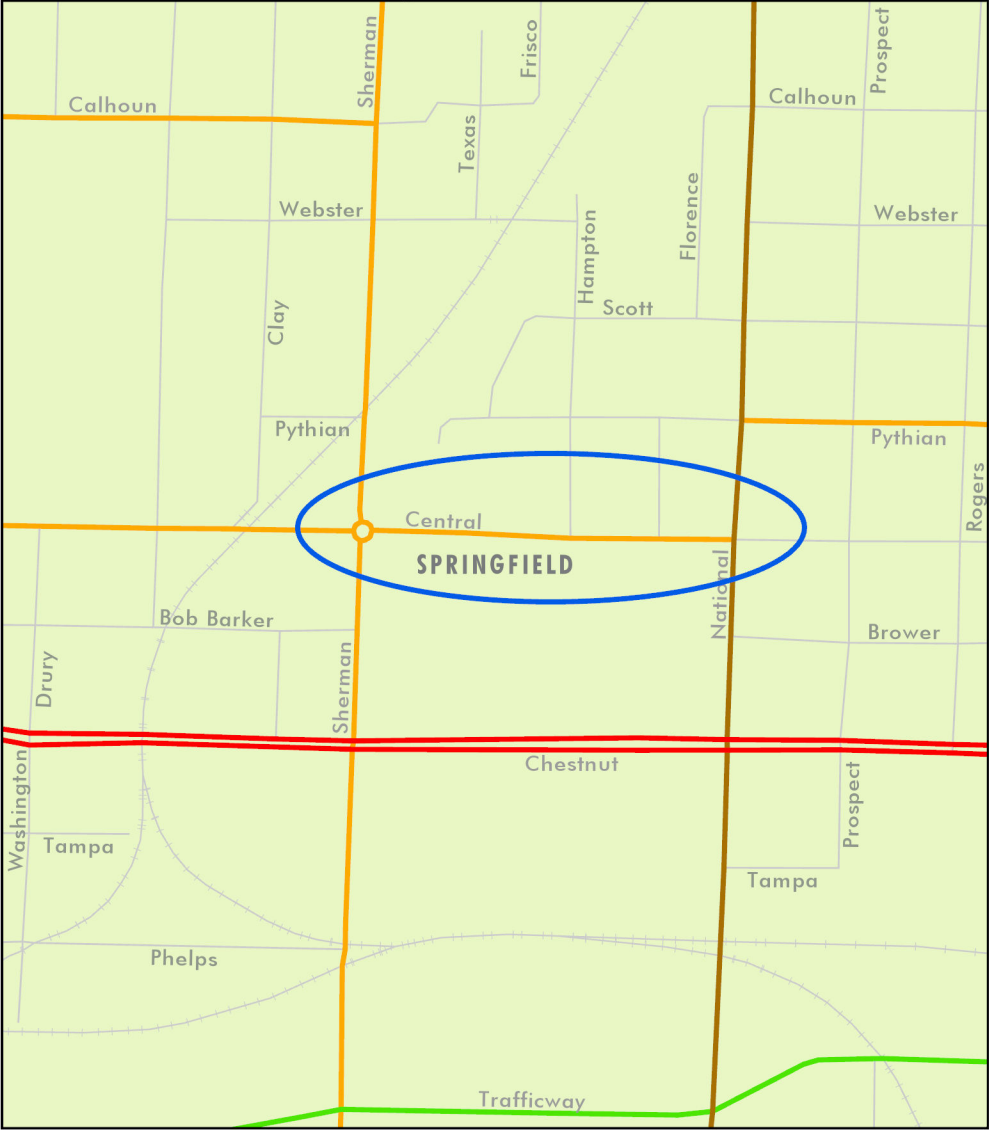 Sherman
Frisco
Prospect
Calhoun
Calhoun
Texas
Florence
Webster
Webster
Hampton
Clay
Scott
Pythian
Pythian
Rogers
Central
SPRINGFIELD
National
Bob Barker
Brower
Drury
Sherman
Chestnut
Washington
Prospect
Tampa
Tampa
Phelps
Trafficway